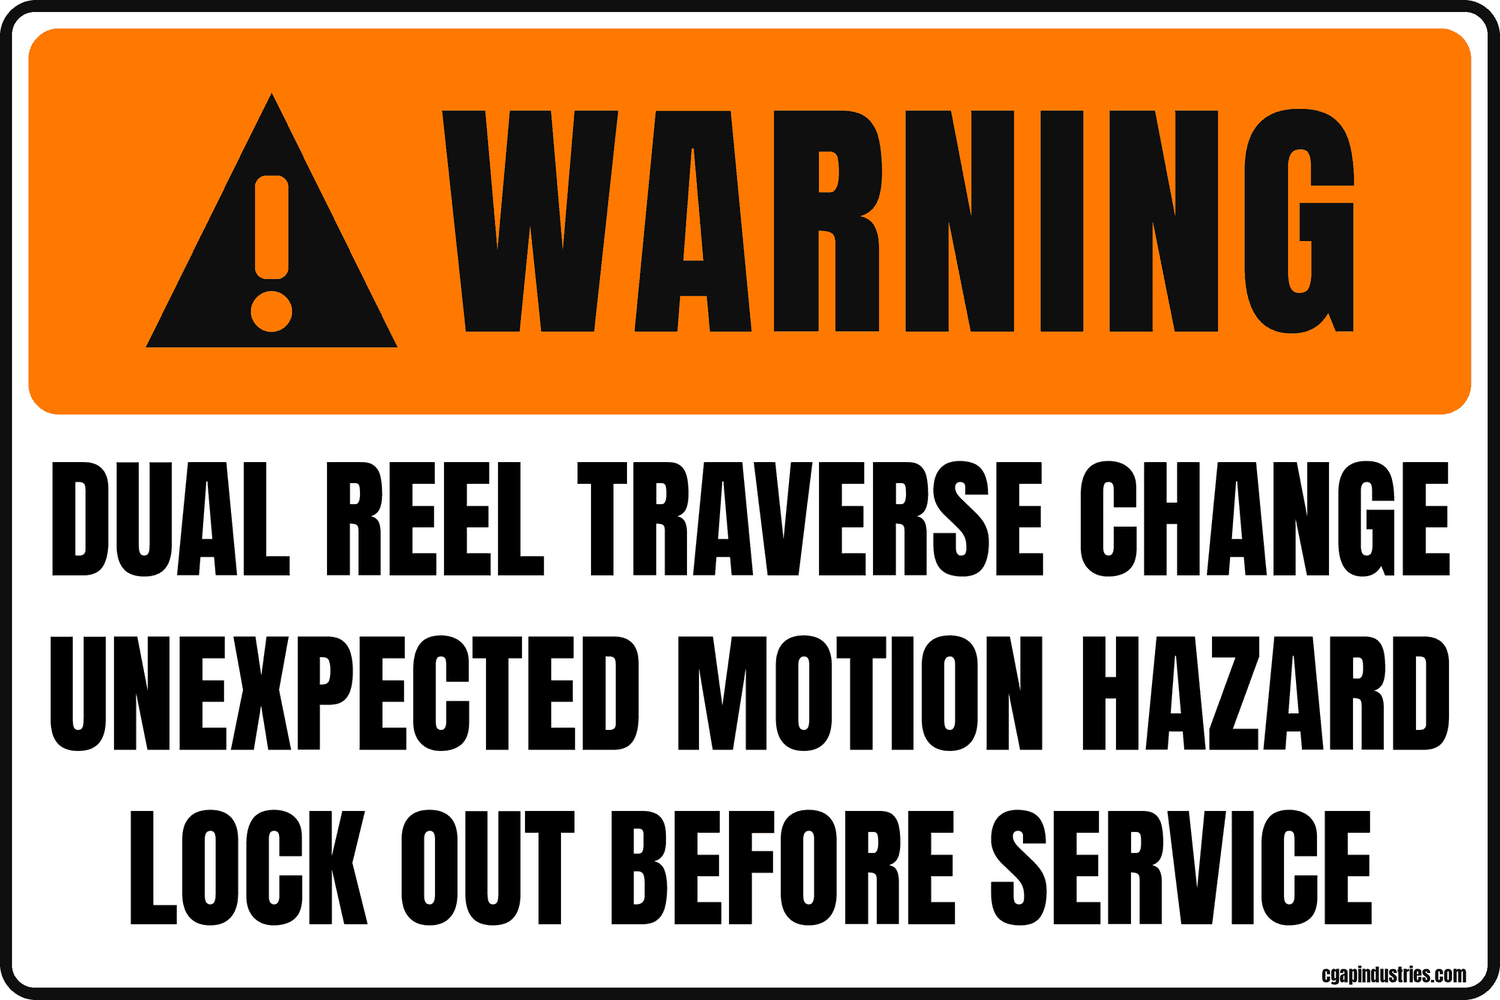 WARNING
DUAL REEL TRAVERSE CHANGE
UNEXPECTED MOTION HAZARD
LOCK OUT BEFORE SERVICE
cgapindustries.com